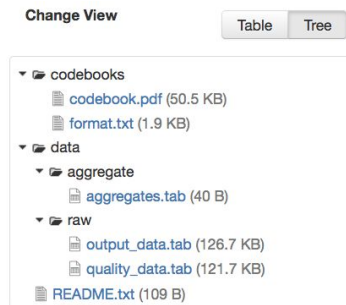 Change View
Table Tree
codebooks
codebook.pdf (50.5 KB)
format.txt (1.9 KB)
data
aggregate
aggregates.tab (40 B)
raw
output_data.tab (126.7 KB)
quality_data.tab (121.7 KB)
README.txt (109 B)